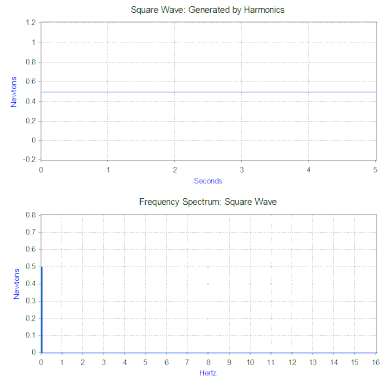 Square Wave: Generated by Harmonics
1.2
1
0.8
0.6
0.4
0.2
0
-0.2
Newtons
0 1 2 3 4 5
Seconds
Frequency Spectrum: Square Wave
0.8
0.7
0.6
0.5
0.4
0.3
0.2
0.1
0
Newtons
0 1 2 3 4 5 6 7 8 9 10 11 12 13 14 15 16
Hertz